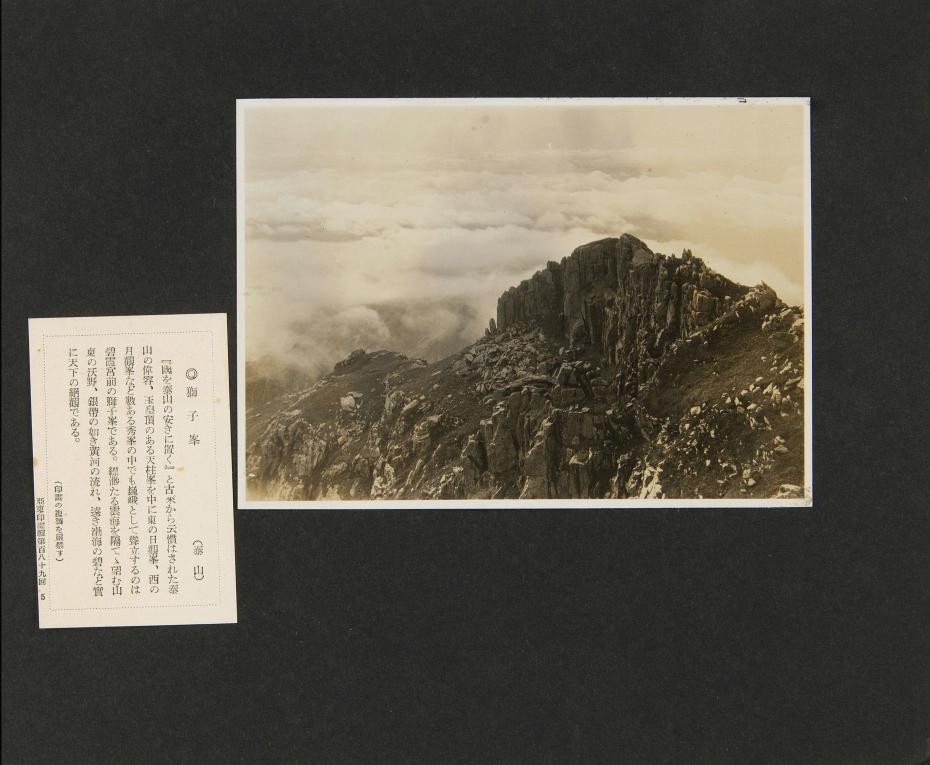 ◎獅子峯　（泰山）
『國を泰山の安きに置く』と古來から云慣はされた泰
山の偉容、玉皇頂のある天柱峯を中に東の日觀峯、西の
月觀峯など數ある秀峯の中でも巍峨として聳立するのは
碧霞宮前の獅子峯である。縹渺たる雲海を隔てゝ望む山
東の沃野、銀帶の如き黃河の流れ、遠き渤海の碧など實
に天下の絕觀である。
（印畫の複製を嚴禁す）
亞東印畫輯第百八十九回　5